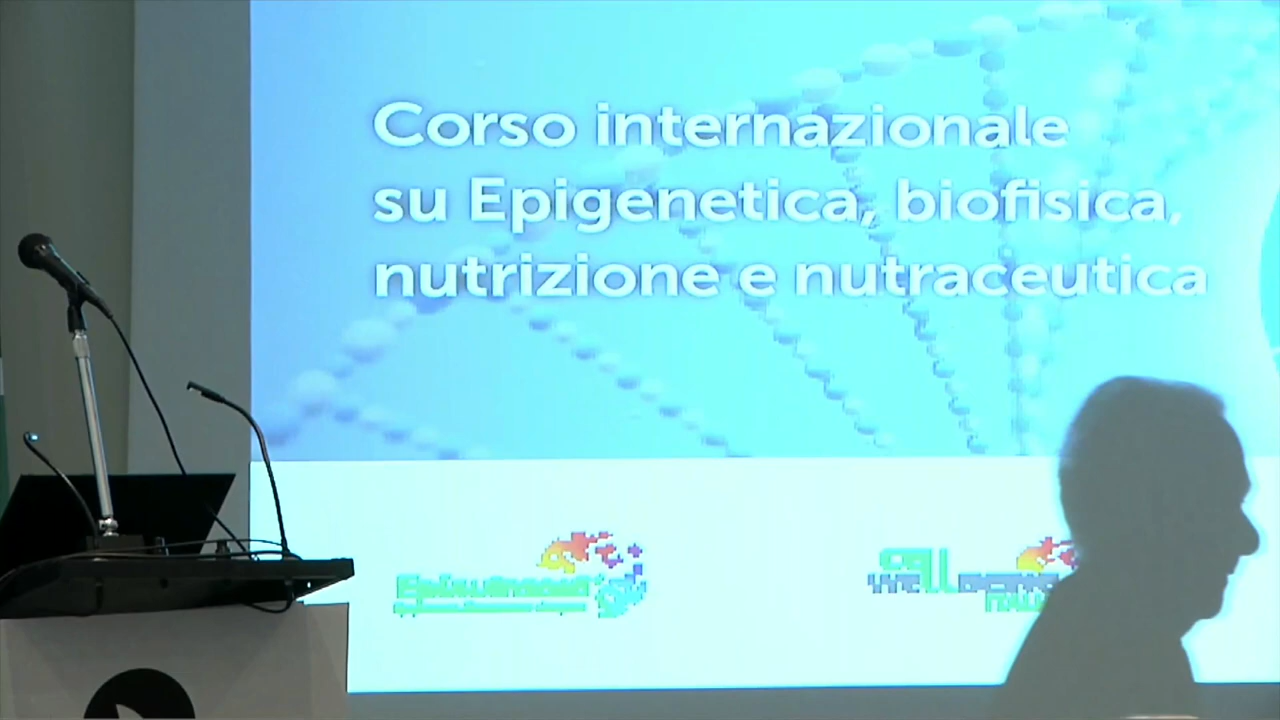 Corso internazionale
su Epigenetica, biofisica,
nutrizione e nutraceutica